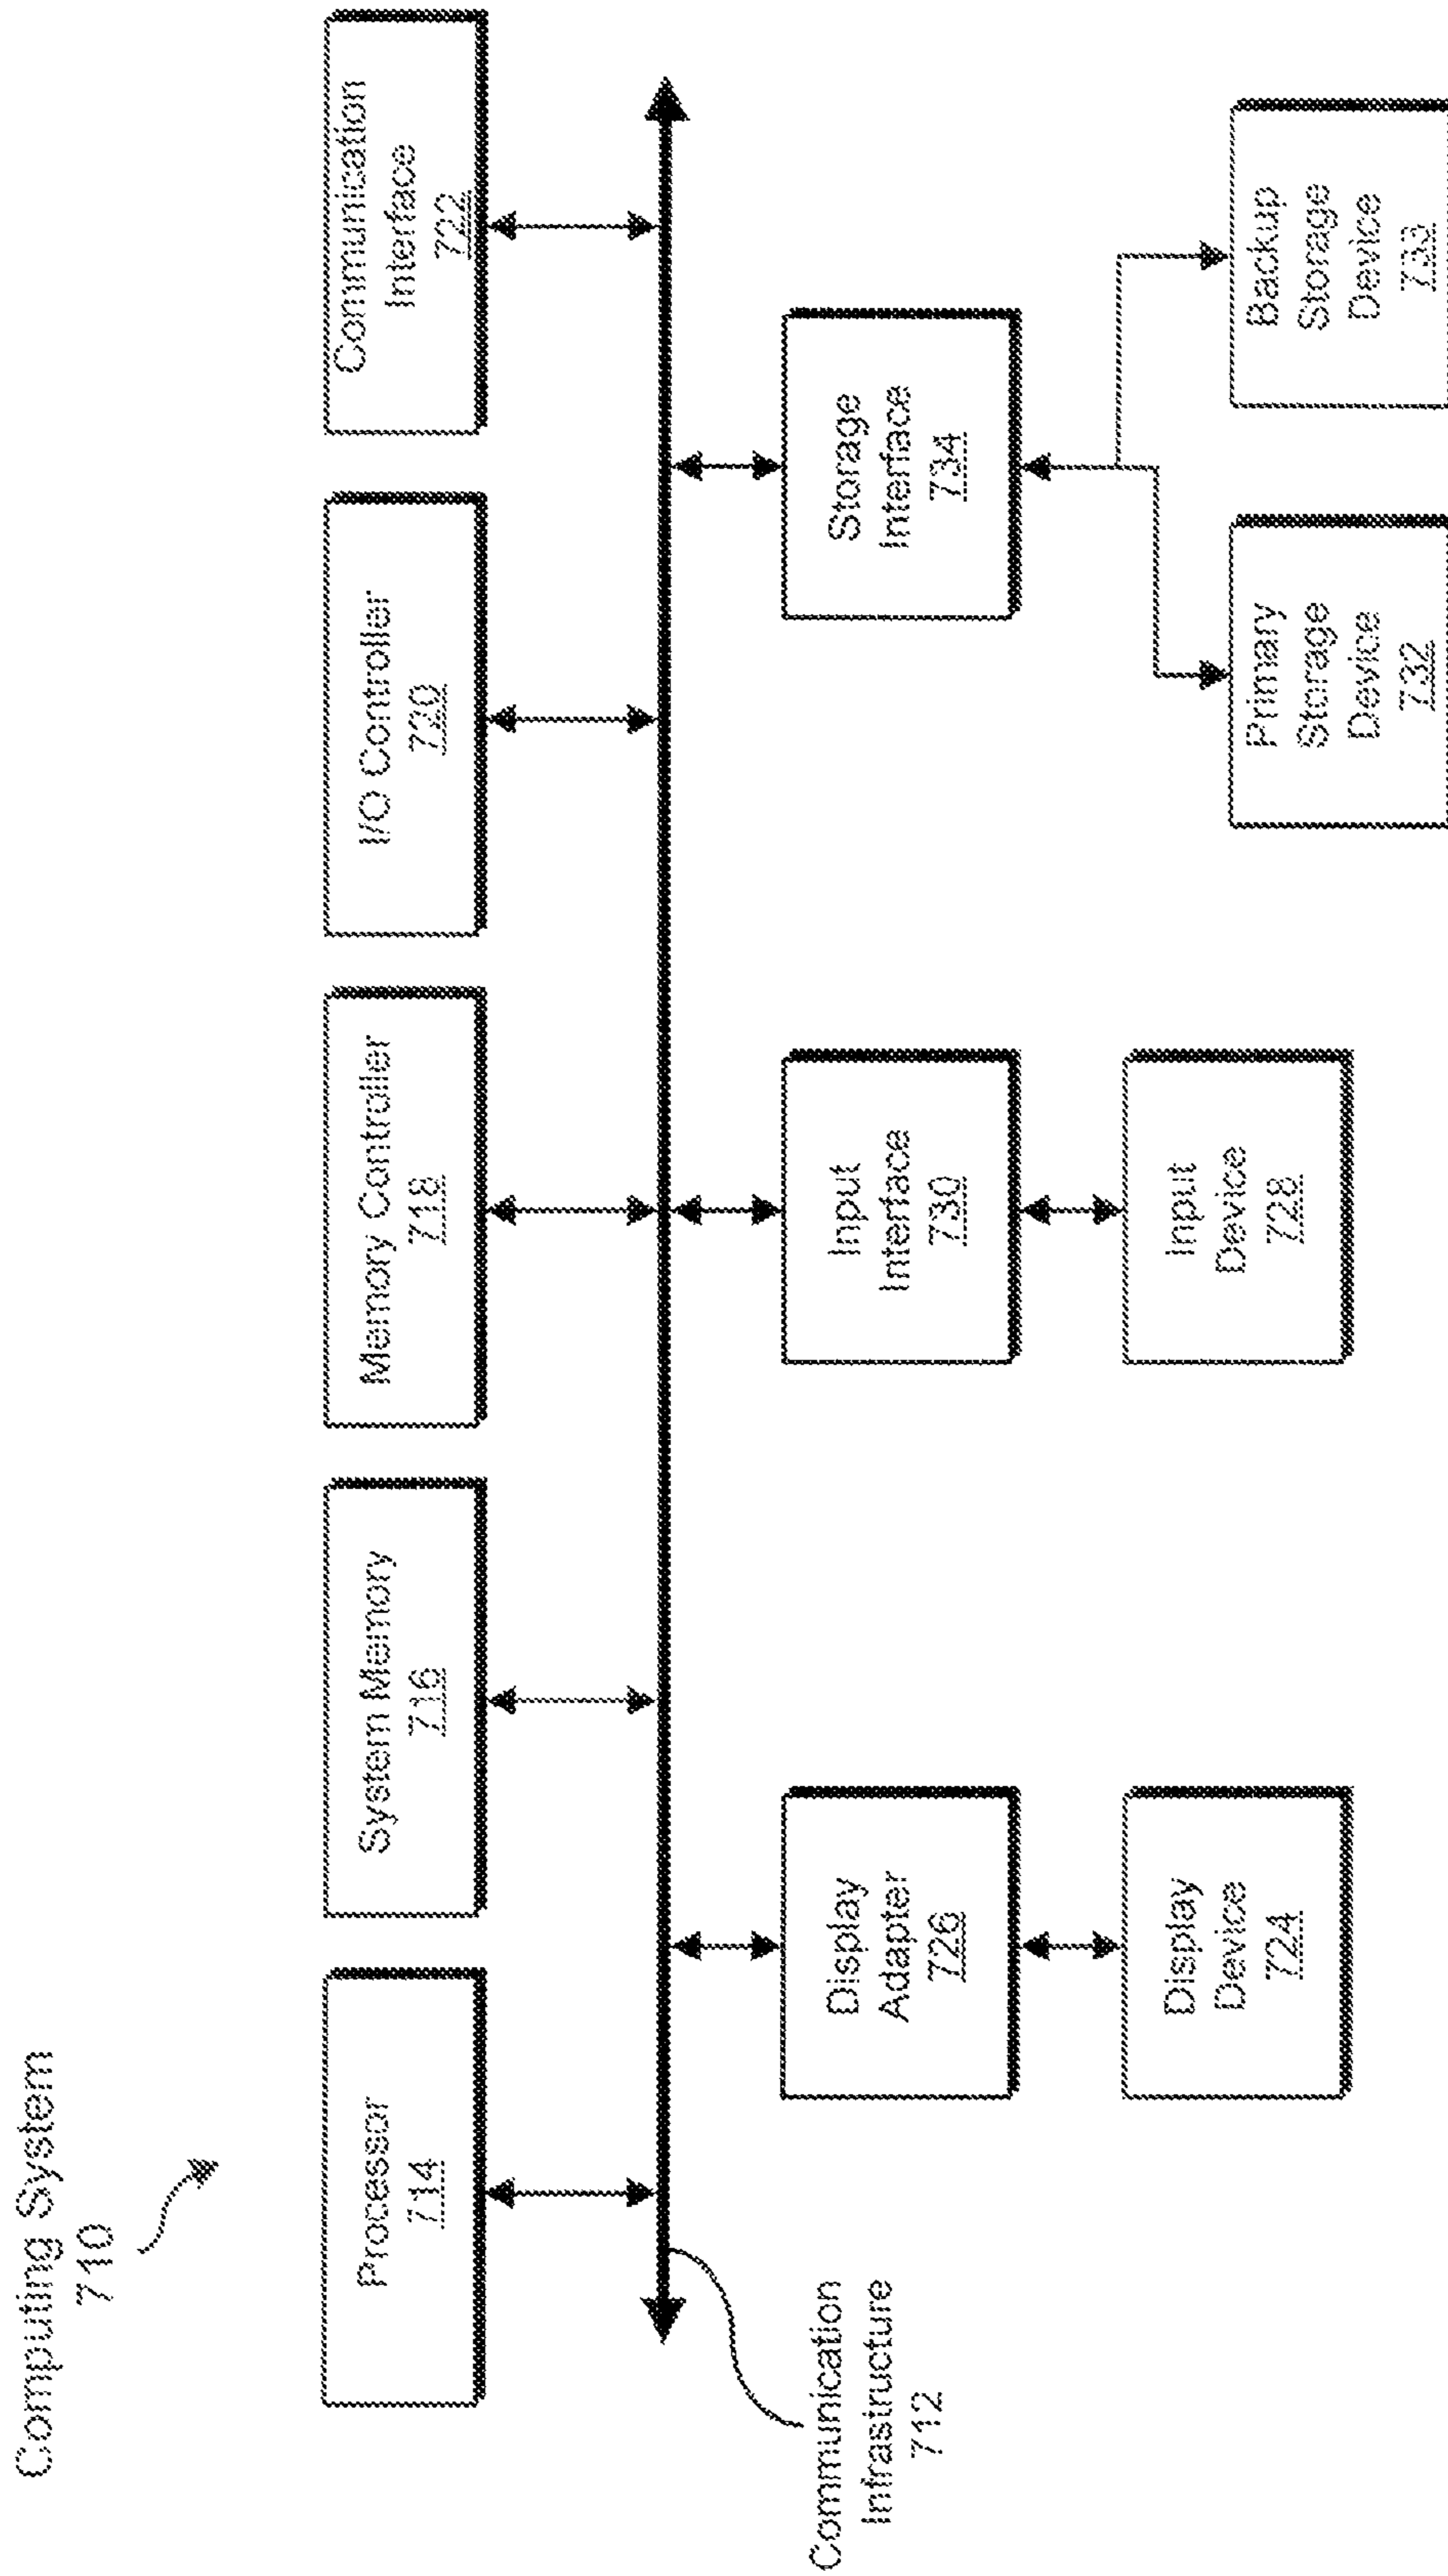 Computing System
710
Processor
714
System Memory
716
Memory Controller
718
I/O Controller
720
Communication
Interface
722
Communication
Infrastructure
712
Display
Adapter
726
Input
Interface
730
Storage
Interface
734
Display
Device
724
Input
Device
728
Primary
Storage
Device
732
Backup
Storage
Device
733